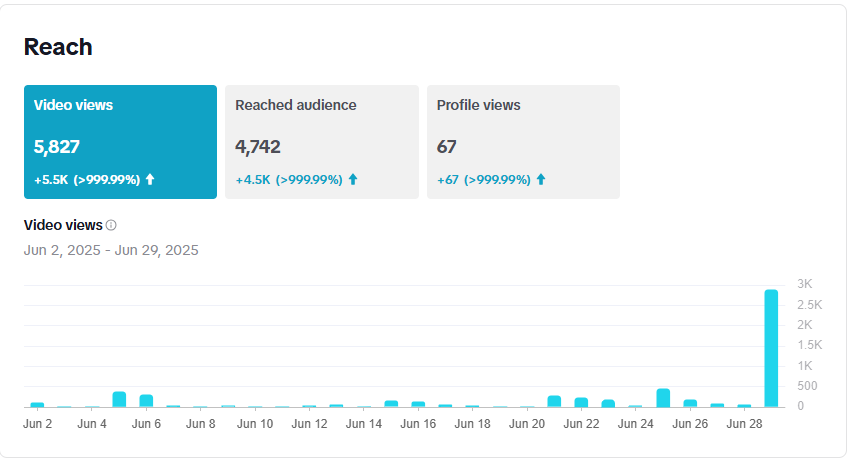 Reach
Video views Reached audience Profile views
5,827 4,742 67
+5.5K (>999.99%) +4.5K (>999.99%) +67 (>999.99%)
Video views
Jun 2, 2025 - Jun 29, 2025
3K
2.5K
2K
1.5K
1K
500
0
Jun 2 Jun 4 Jun 6 Jun 8 Jun 10 Jun 12 Jun 14 Jun 16 Jun 18 Jun 20 Jun 22 Jun 24 Jun 26 Jun 28